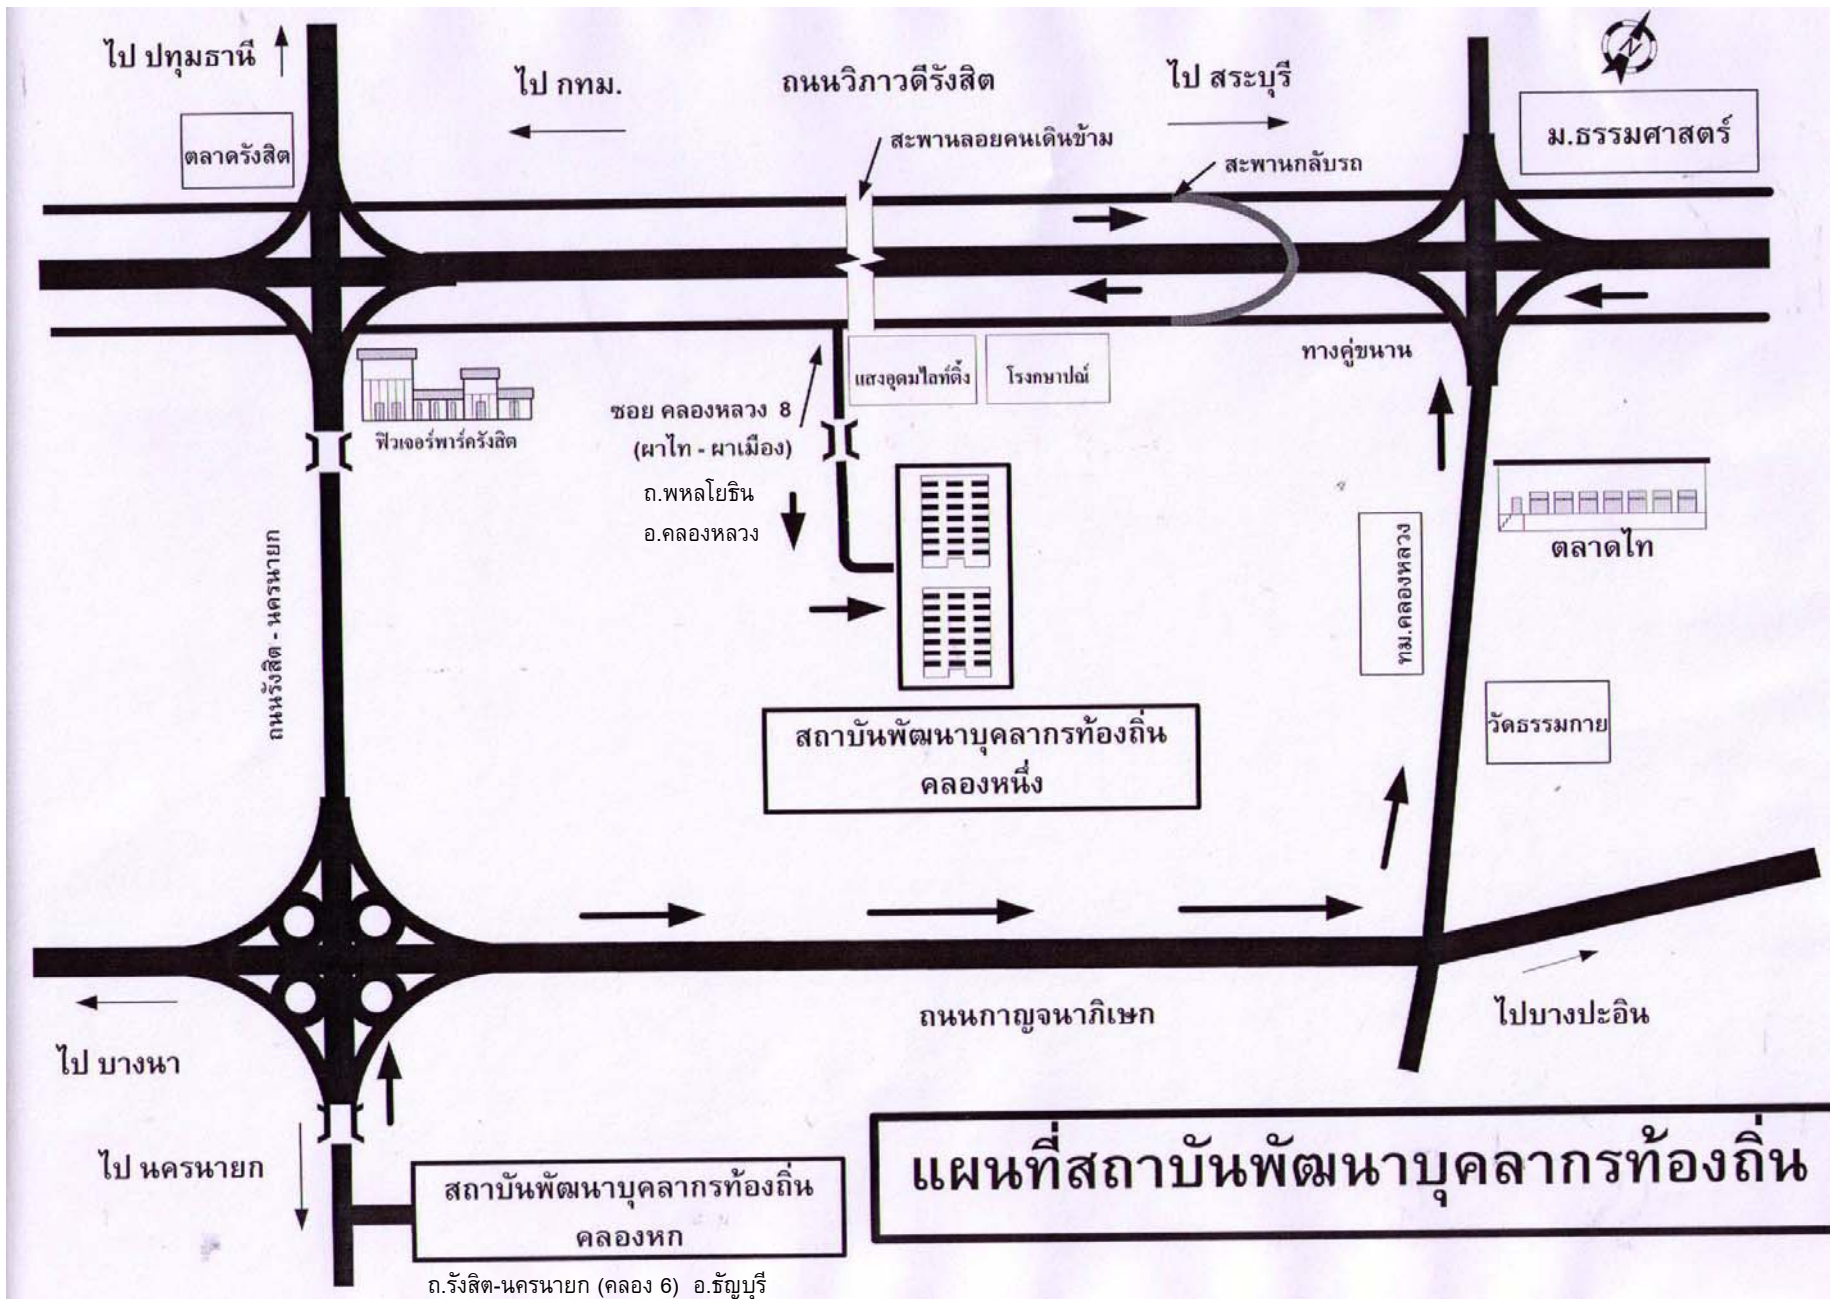 ไป ปทุมธานี
ไป กทม.
ถนนวิภาวดีรังสิต
ไป สระบุรี
N
ตลาดรังสิต
สะพานลอยคนเดินข้าม
สะพานกลับรถ
ม.ธรรมศาสตร์
ทางคู่ขนาน
แสงอุดมไลท์ติ้ง
โรงกษาปณ์
ฟิวเจอร์พาร์ครังสิต
ซอย คลองหลวง 8
(ผาไท - ผาเมือง)
ถ.พหลโยธิน
อ.คลองหลวง
ถนนรังสิต - นครนายก
ทม.คลองหลวง
ตลาดไท
วัดธรรมกาย
สถาบันพัฒนาบุคลากรท้องถิ่น
คลองหนึ่ง
ถนนกาญจนาภิเษก
ไปบางปะอิน
ไป บางนา
ไป นครนายก
สถาบันพัฒนาบุคลากรท้องถิ่น
คลองหก
ถ.รังสิต-นครนายก (คลอง 6) อ.ธัญบุรี
แผนที่สถาบันพัฒนาบุคลากรท้องถิ่น